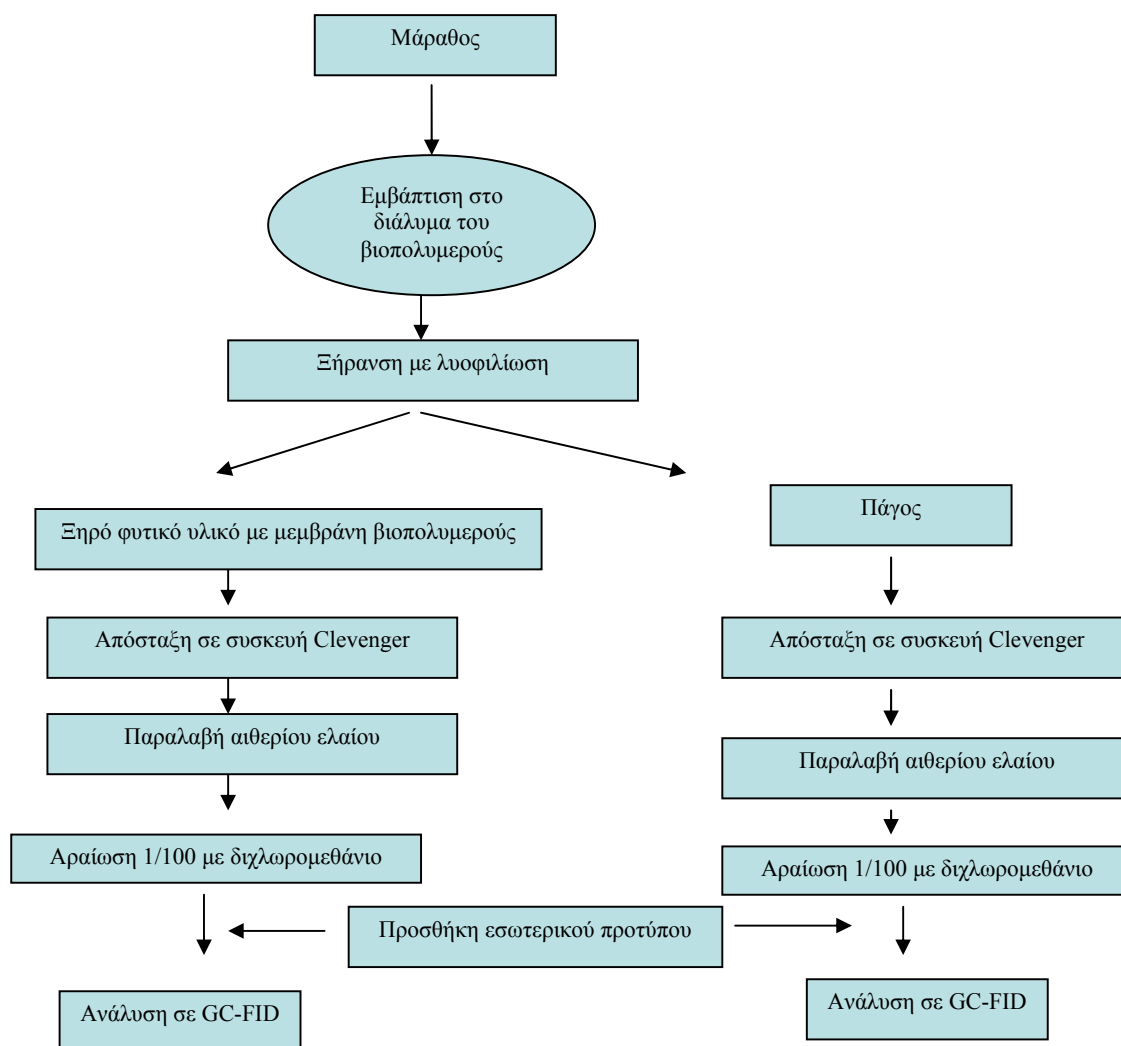 Μάραθος
Εμβάπτιση στο
διάλυμα του
βιοπολυμερούς
Ξήρανση με λυοφιλίωση
Ξηρό φυτικό υλικό με μεμβράνη βιοπολυμερούς
Πάγος
Απόσταξη σε συσκευή Clevenger
Απόσταξη σε συσκευή Clevenger
Παραλαβή αιθερίου ελαίου
Παραλαβή αιθερίου ελαίου
Αραίωση 1/100 με διχλωρομεθάνιο
Αραίωση 1/100 με διχλωρομεθάνιο
Προσθήκη εσωτερικού προτύπου
Ανάλυση σε GC-FID
Ανάλυση σε GC-FID